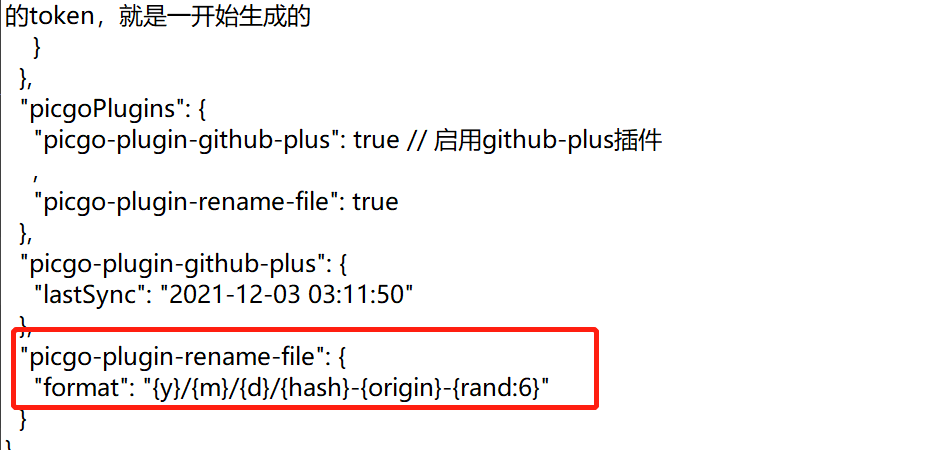 的token，就是一开始生成的
    }
  },
  "picgoPlugins": {
    "picgo-plugin-github-plus": true // 启用github-plus插件
    ,
    "picgo-plugin-rename-file": true
  },
  "picgo-plugin-github-plus": {
    "lastSync": "2021-12-03 03:11:50"
  },
  "picgo-plugin-rename-file": {
    "format": "{y}/{m}/{d}/{hash}-{origin}-{rand:6}"
  }
}